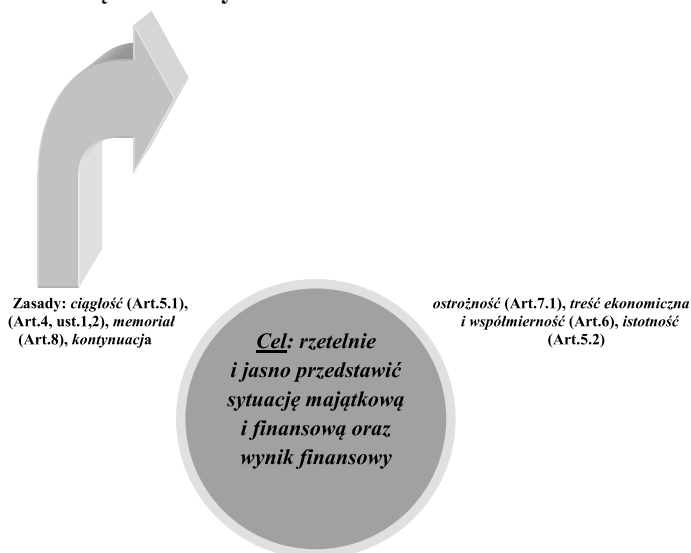 Zasady: ciągłość (Art.5.1),
(Art.4, ust.1,2), memoriał
(Art.8), kontynuacja
ostrożność (Art.7.1), treść ekonomiczna
i współmierność (Art.6), istotność
(Art.5.2)
Cel: rzetelnie
i jasno przedstawić
sytuację majątkową
i finansową oraz
wynik finansowy